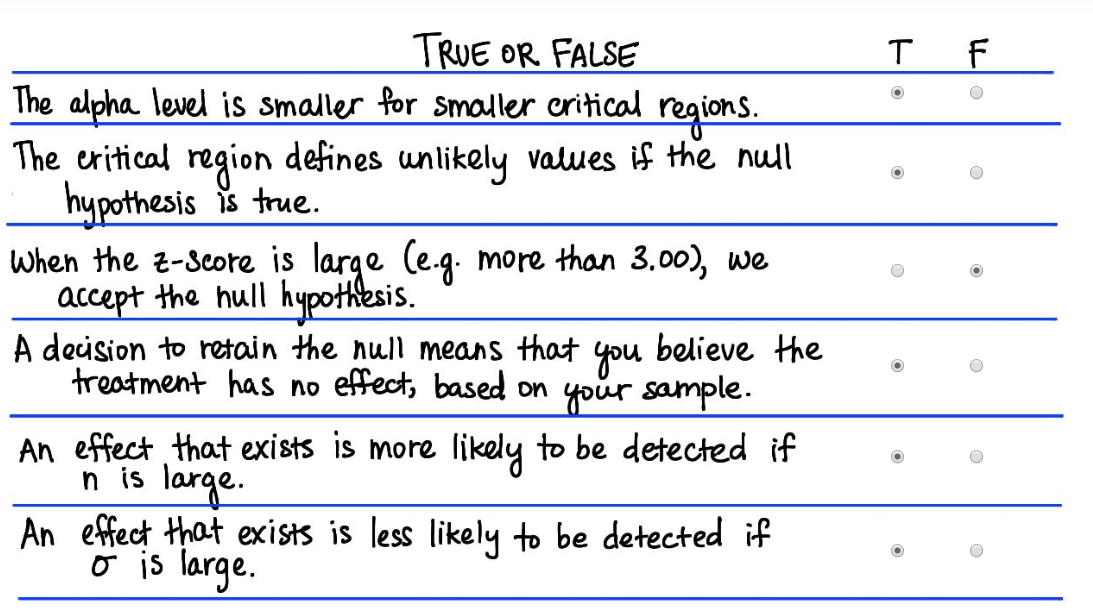 TRUE OR FALSE T F
The alpha level is smaller for smaller critical regions.
The critical region defines unlikely values if the null
hypothesis is true.
When the z-score is large (e.g. more than 3.00), we
accept the null hypothesis.
A decision to retain the null means that you believe the
treatment has no effect, based on your sample.
An effect that exists is more likely to be detected if
n is large.
An effect that exists is less likely to be detected if
σ is large.